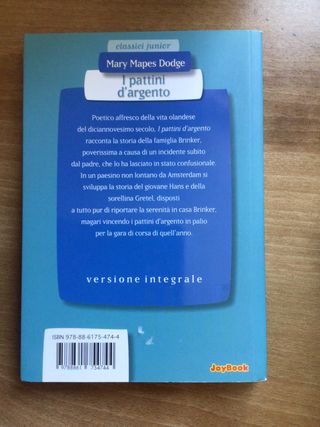 classici junior
Mary Mapes Dodge
I pattini
d'argento
Poetico affresco della vita olandese
del diciannovesimo secolo, I pattini d'argento
racconta la storia della famiglia Brinker,
poverissima a causa di un incidente subito
dal padre, che lo ha lasciato in stato confusionale.
In un paesino non lontano da Amsterdam si
sviluppa la storia del giovane Hans e della
sorellina Gretel, disposti
a tutto pur di riportare la serenità in casa Brinker,
magari vincendo i pattini d'argento in palio
per la gara di corsa di quell'anno.
versione integrale
ISBN 978-88-6175-474-4
9788861 754744
JoyBook